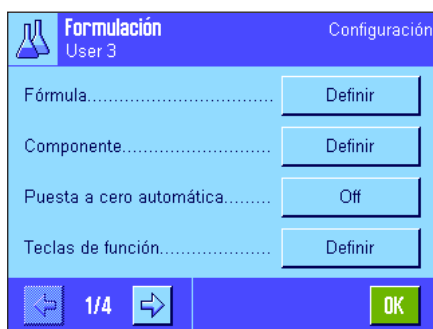 Formulación
Configuración
User 3
Fórmula.................................. Definir
Componente........................... Definir
Puesta a cero automática......... Off
Teclas de función..................... Definir
1/4
OK